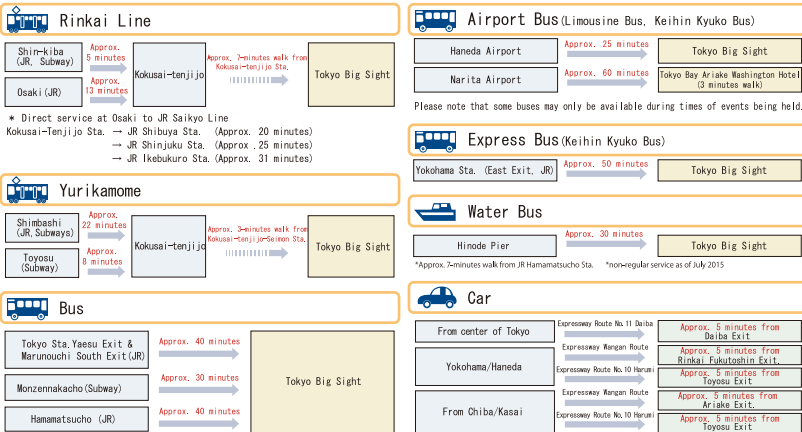 Rinkai Line
Shin-kiba
(JR, Subway)
Approx.
5 minutes
Osaki (JR)
Approx.
13 minutes
Kokusai-tenjijo
Approx. 7-minutes walk from
Kokusai-tenjijo Sta.
Tokyo Big Sight
* Direct service at Osaki to JR Saikyo Line
Kokusai-Tenjijo Sta. → JR Shibuya Sta. (Approx. 20 minutes)
→ JR Shinjuku Sta. (Approx .25 minutes)
→ JR Ikebukuro Sta. (Approx. 31 minutes)
Yurikamome
Shimbashi
(JR, Subways)
Approx.
22 minutes
Toyosu
(Subway)
Approx.
8 minutes
Kokusai-tenjijo
Approx. 3-minutes walk from
Kokusai-tenjijo-Seimon Sta.
Tokyo Big Sight
Bus
Tokyo Sta. Yaesu Exit &
Marunouchi South Exit (JR)
Approx. 40 minutes
Monzennakacho (Subway)
Approx. 30 minutes
Hamamatsucho (JR)
Approx. 40 minutes
Tokyo Big Sight
Airport Bus (Limousine Bus, Keihin Kyuko Bus)
Haneda Airport
Approx. 25 minutes
Tokyo Big Sight
Narita Airport
Approx. 60 minutes
Tokyo Bay Ariake Washington Hotel
(3 minutes walk)
Please note that some buses may only be available during times of events being held.
Express Bus (Keihin Kyuko Bus)
Yokohama Sta. (East Exit, JR)
Approx. 50 minutes
Tokyo Big Sight
Water Bus
Hinode Pier
Approx. 30 minutes
Tokyo Big Sight
*Approx. 7-minutes walk from JR Hamamatsucho Sta. *non-regular service as of July 2015
Car
From center of Tokyo
Expressway Route No. 11 Daiba
Approx. 5 minutes from
Daiba Exit
Yokohama/Haneda
Expressway Wangan Route
Approx. 5 minutes from
Rinkai Fukutoshin Exit.
Expressway Route No.10 Harumi
Approx. 5 minutes from
Toyosu Exit
From Chiba/Kasai
Expressway Wangan Route
Approx. 5 minutes from
Ariake Exit.
Expressway Route No.10 Harumi
Approx. 5 minutes from
Toyosu Exit